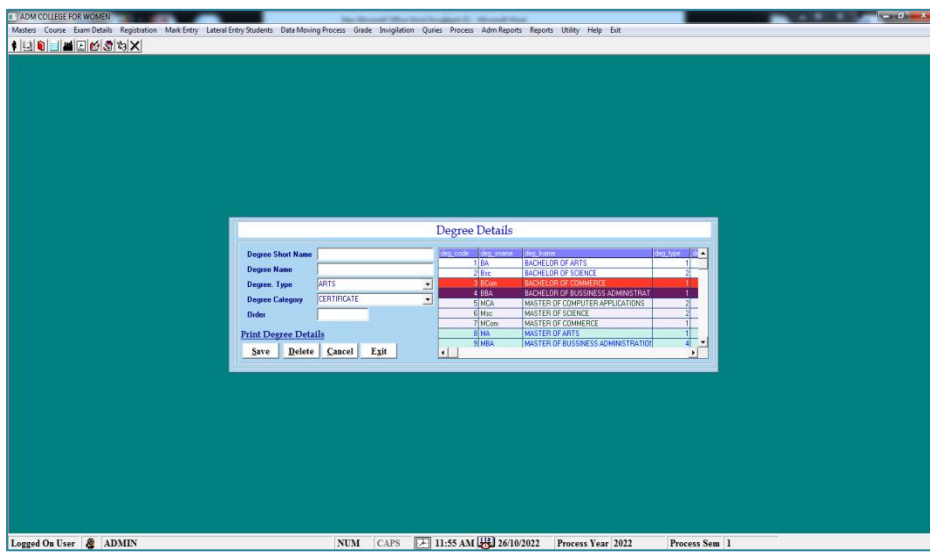 ADM COLLEGE FOR WOMEN
Masters Course Exam Details Registration Mark Entry Lateral Entry Students Data Moving Process Grade Invigilation Quries Process Adm Reports Reports Utility Help Exit
Degree Details
Degree Short Name
Degree Name
Degree. Type ARTS
Degree Category CERTIFICATE
Order
Print Degree Details
Save Delete Cancel Exit
deg_code deg_sname deg_lname deg_type
1 BA BACHELOR OF ARTS 1
2 Bsc BACHELOR OF SCIENCE 2
3 BCom BACHELOR OF COMMERCE 1
4 BBA BACHELOR OF BUSSINESS ADMINISTRAT 1
5 MCA MASTER OF COMPUTER APPLICATIONS 2
6 Msc MASTER OF SCIENCE 2
7 MCom MASTER OF COMMERCE 1
8 MA MASTER OF ARTS 1
9 MBA MASTER OF BUSSINESS ADMINISTRATION 4
Logged On User ADMIN NUM CAPS 11:55 AM 26/10/2022 Process Year 2022 Process Sem 1